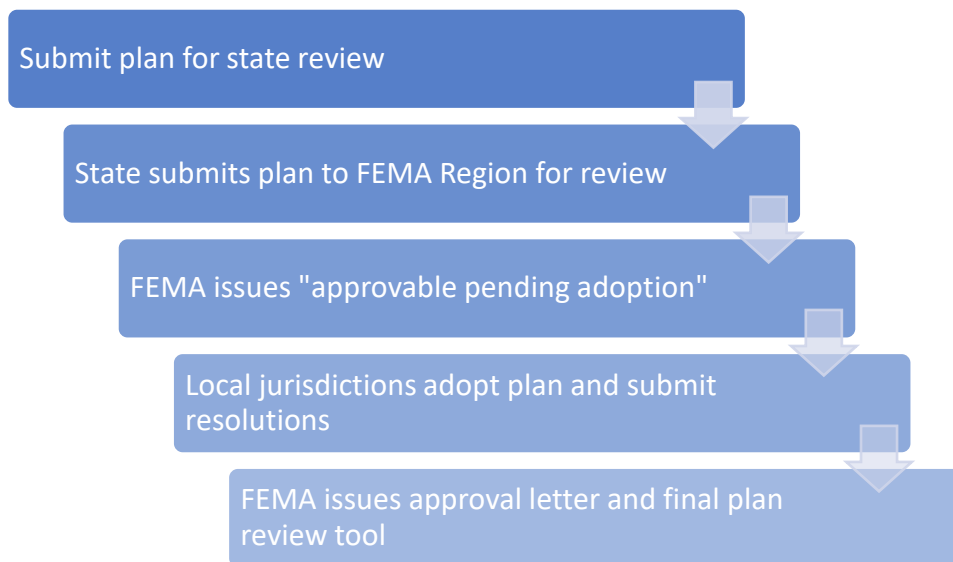 Submit plan for state review
State submits plan to FEMA Region for review
FEMA issues "approvable pending adoption"
Local jurisdictions adopt plan and submit
resolutions
FEMA issues approval letter and final plan
review tool